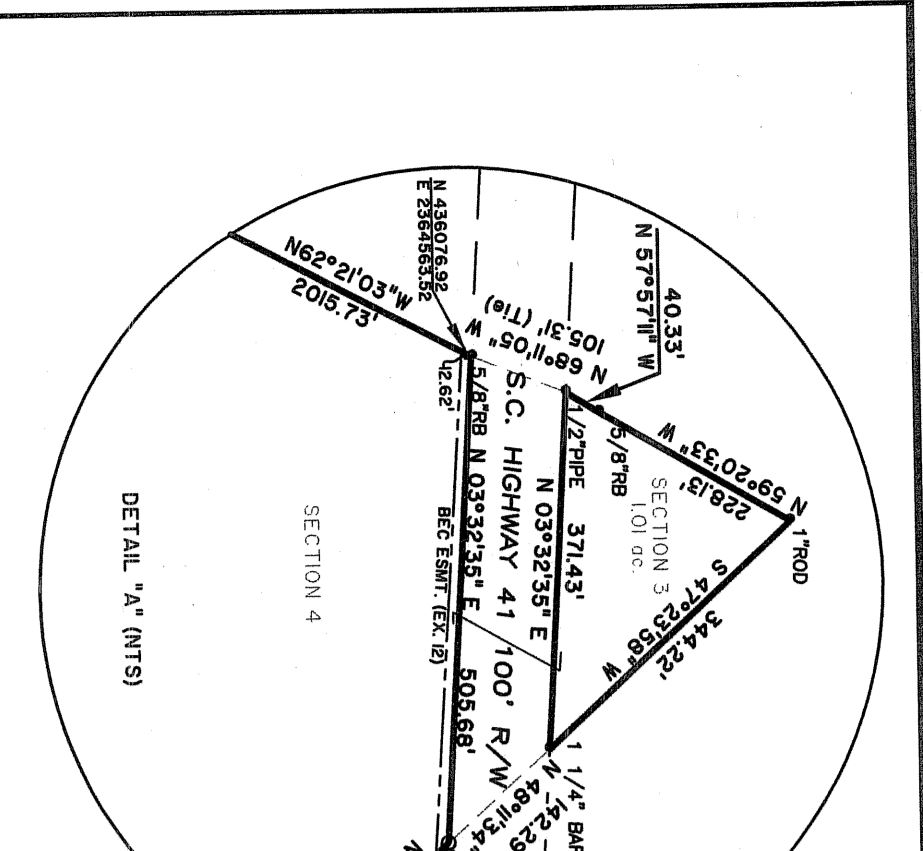 N 436076.92
E 2364563.52
N62°21'03"W
2015.73'
N 68°11'05" W
105.31' (Tie)
40.33'
N 57°57'11" W
N 59°20'33" W
228.13'
1"ROD
5/8"RB
1/2"PIPE 371.43'
N 03°32'35" E
SECTION 3
1.01 ac.
S 47°23'58" W
344.22'
S.C. HIGHWAY 41 100' R/W
5/8"RB N 03°32'35" E 505.68'
12.62'
BEC ESMT. (EX. 12)
1 1/4"
N 48°11'34"
142.29
N
SECTION 4
DETAIL "A" (NTS)